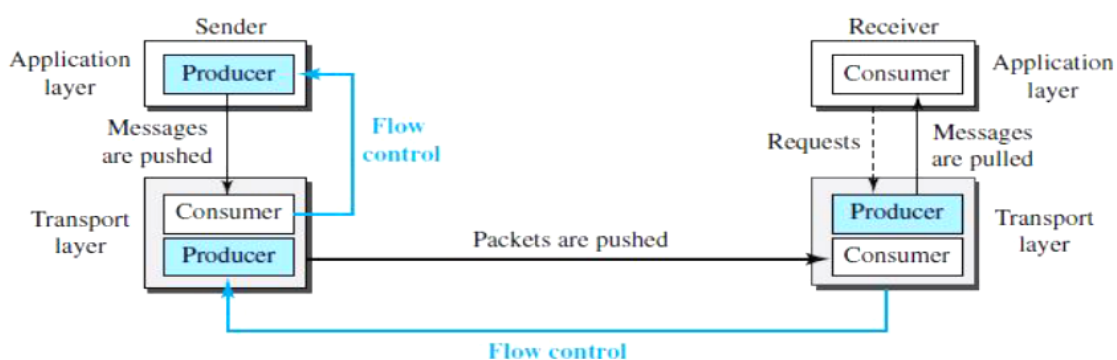 Sender
Receiver
Application
layer
Producer
Consumer
Application
layer
Messages
are pushed
Flow
control
Requests
Messages
are pulled
Transport
layer
Consumer
Producer
Packets are pushed
Producer
Consumer
Transport
layer
Flow control